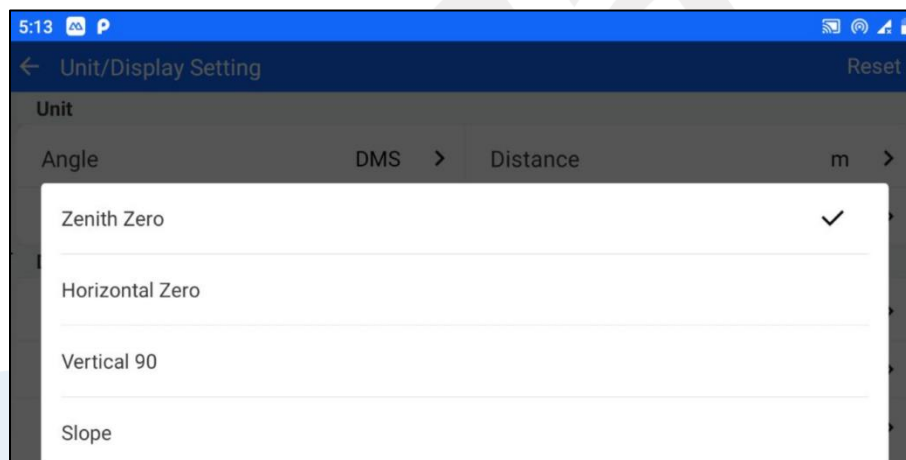 5:13
Unit/Display Setting Reset
Unit
Angle DMS Distance m
Zenith Zero
Horizontal Zero
Vertical 90
Slope